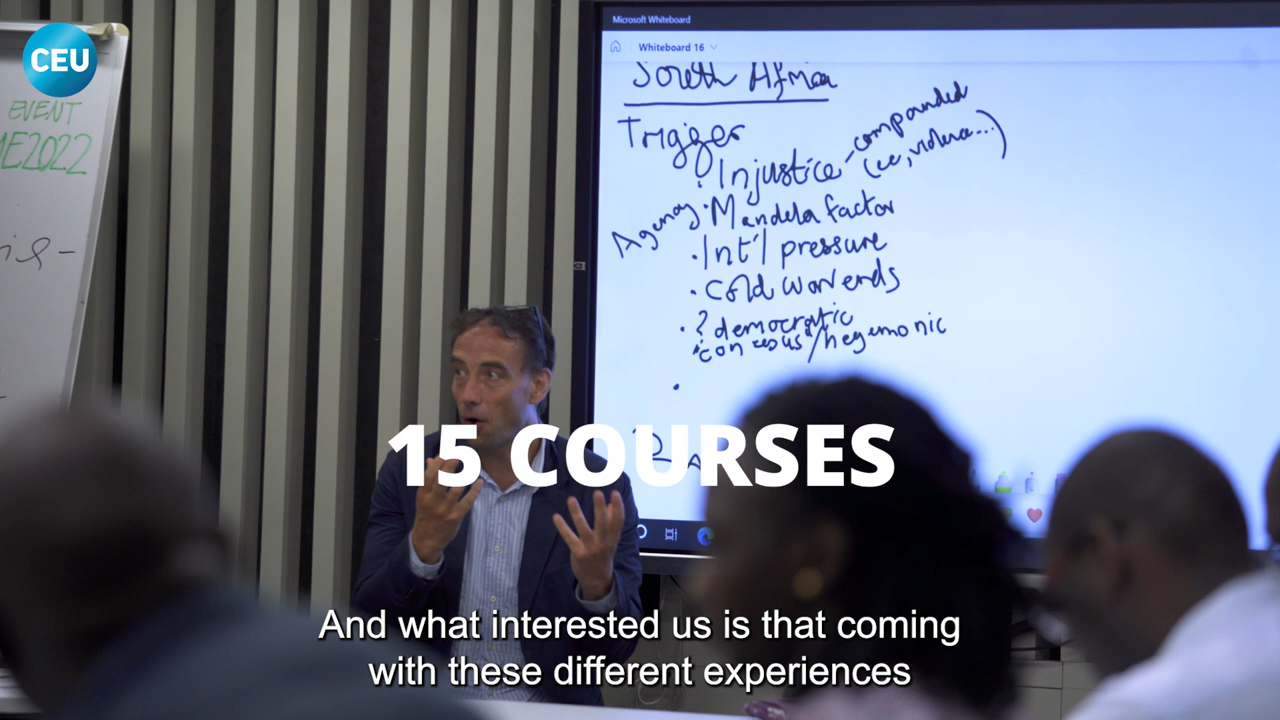 CEU
EVENT
ME2022
Microsoft Whiteboard
Whiteboard 16
South Africa
Trigger
Injustice - compounded
(ec, violence...)
Agency · Mandela factor
· Int'l pressure
· Cold war ends
· ? democratic
"consensus"/hegemonic
·
15 COURSES
And what interested us is that coming
with these different experiences